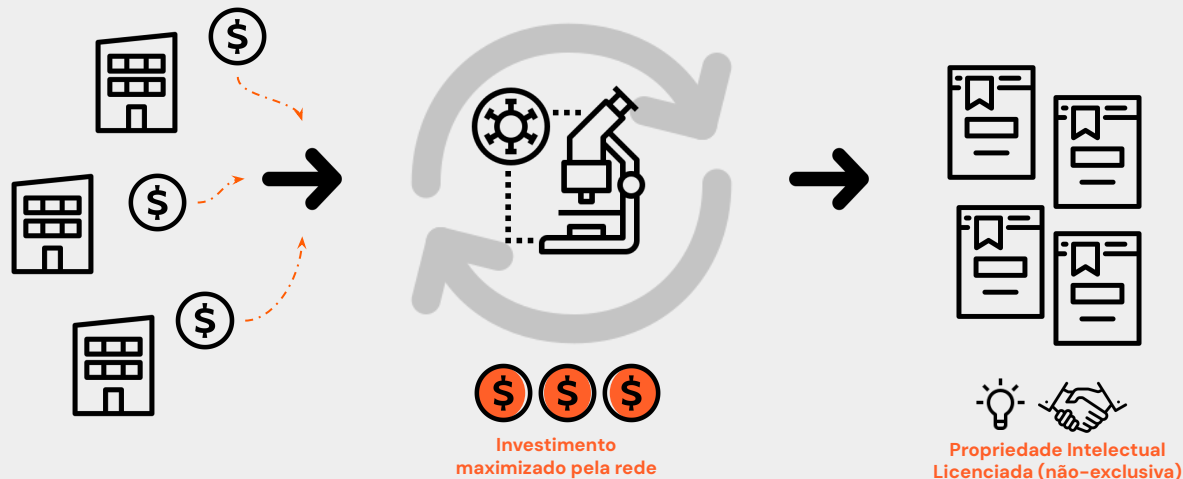 $
$
$
$ $ $
Investimento
maximizado pela rede
Propriedade Intelectual
Licenciada (não-exclusiva)